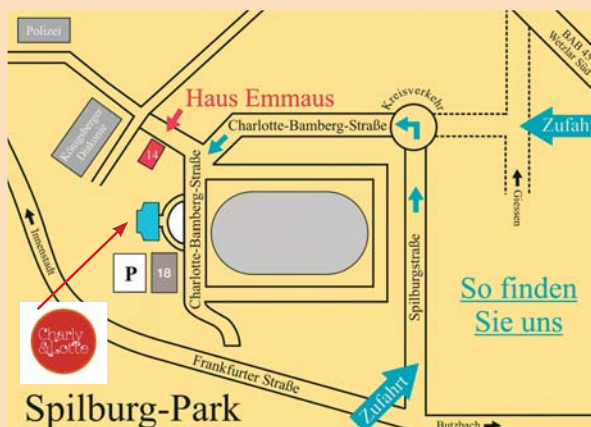 Polizei
BAB 45
Wetzlar Süd
Haus Emmaus
Kreisverkehr
Charlotte-Bamberg-Straße
Zufahrt
Königsberger
Diakonie
14
Giessen
Innenstadt
Charlotte-Bamberg-Straße
P
18
Spilburgstraße
So finden
Sie uns
Charly
&Lotte
Frankfurter Straße
Zufahrt
Spilburg-Park
Butzbach